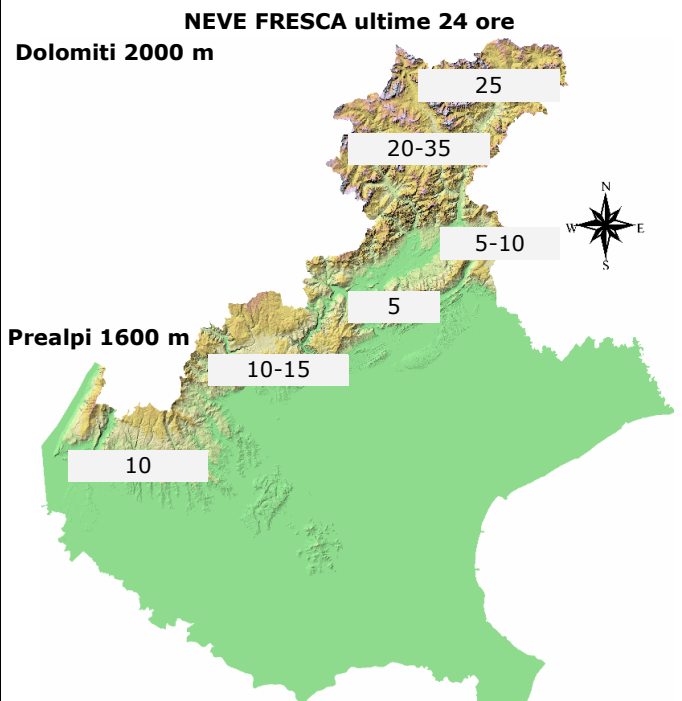 NEVE FRESCA ultime 24 ore
Dolomiti 2000 m
25
20-35
N
W E
S
5-10
5
Prealpi 1600 m
10-15
10